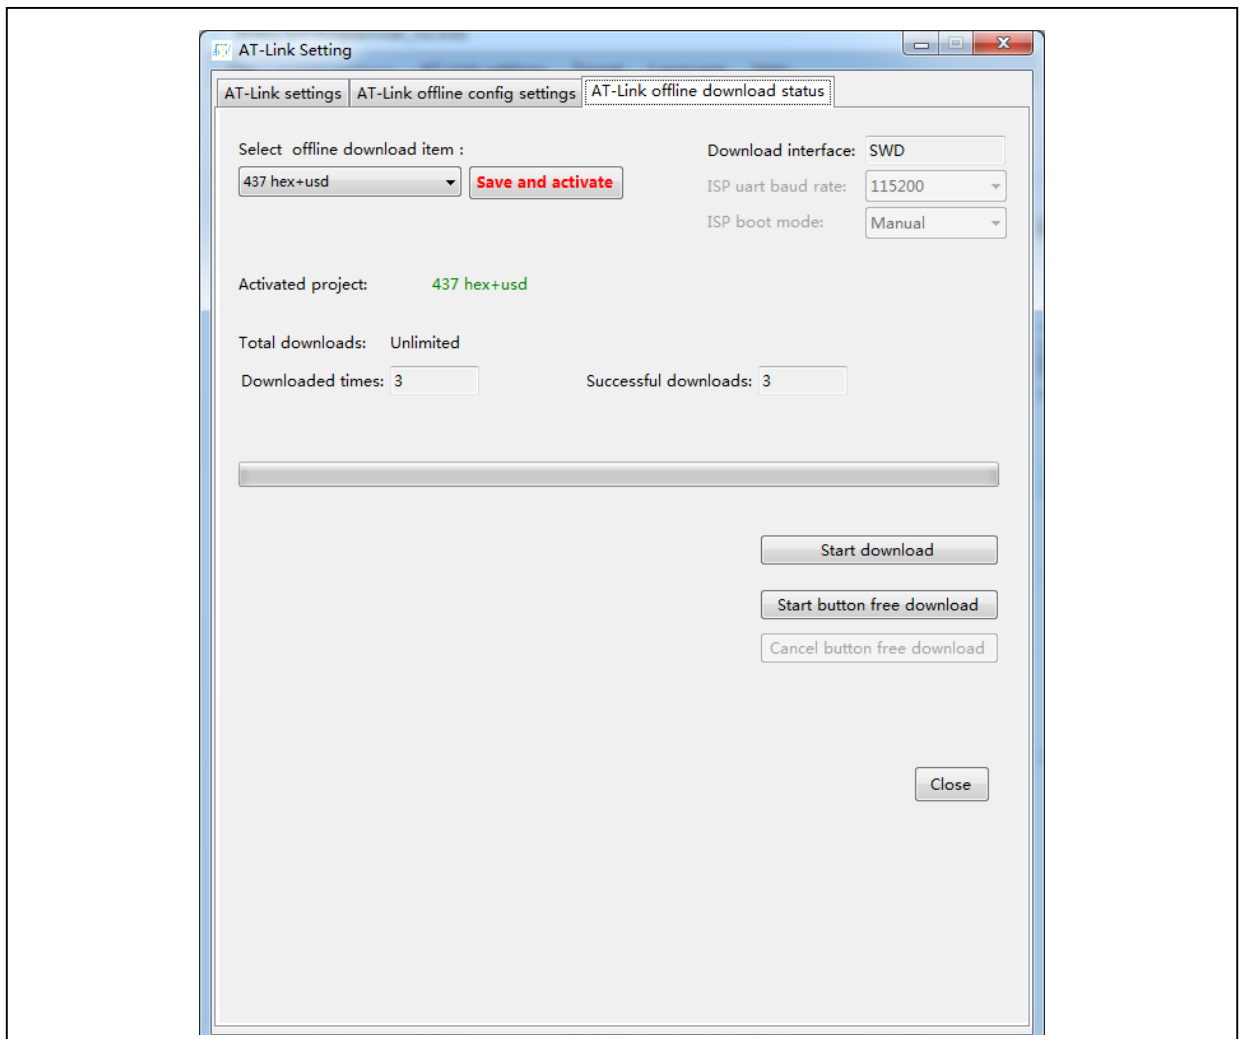 AT-Link Setting
AT-Link settings AT-Link offline config settings AT-Link offline download status
Select offline download item :
Download interface: SWD
437 hex+usd Save and activate
ISP uart baud rate: 115200
ISP boot mode: Manual
Activated project: 437 hex+usd
Total downloads: Unlimited
Downloaded times: 3 Successful downloads: 3
Start download
Start button free download
Cancel button free download
Close